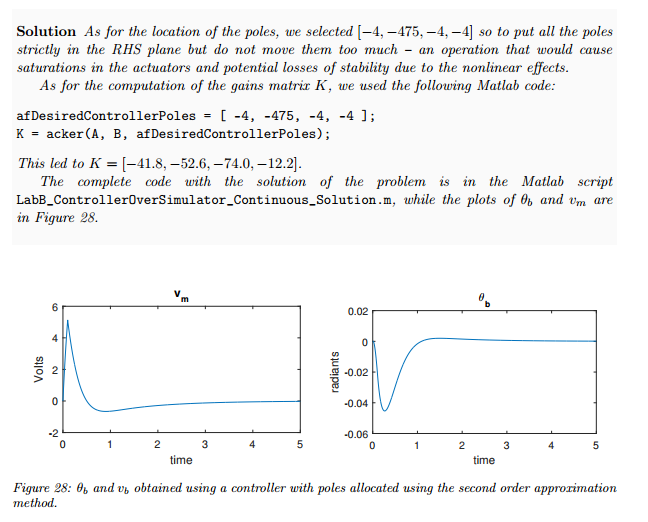 Solution As for the location of the poles, we selected [−4, −475, −4, −4] so to put all the poles
strictly in the RHS plane but do not move them too much – an operation that would cause
saturations in the actuators and potential losses of stability due to the nonlinear effects.
As for the computation of the gains matrix K, we used the following Matlab code:
afDesiredControllerPoles = [ -4, -475, -4, -4 ];
K = acker(A, B, afDesiredControllerPoles);
This led to K = [−41.8, −52.6, −74.0, −12.2].
The complete code with the solution of the problem is in the Matlab script
LabB_ControllerOverSimulator_Continuous_Solution.m, while the plots of θb and vm are
in Figure 28.
vm
6
4
2
0
-2
Volts
0 1 2 3 4 5
time
θb
0.02
0
-0.02
-0.04
-0.06
radiants
0 1 2 3 4 5
time
Figure 28: θb and vb obtained using a controller with poles allocated using the second order approximation
method.